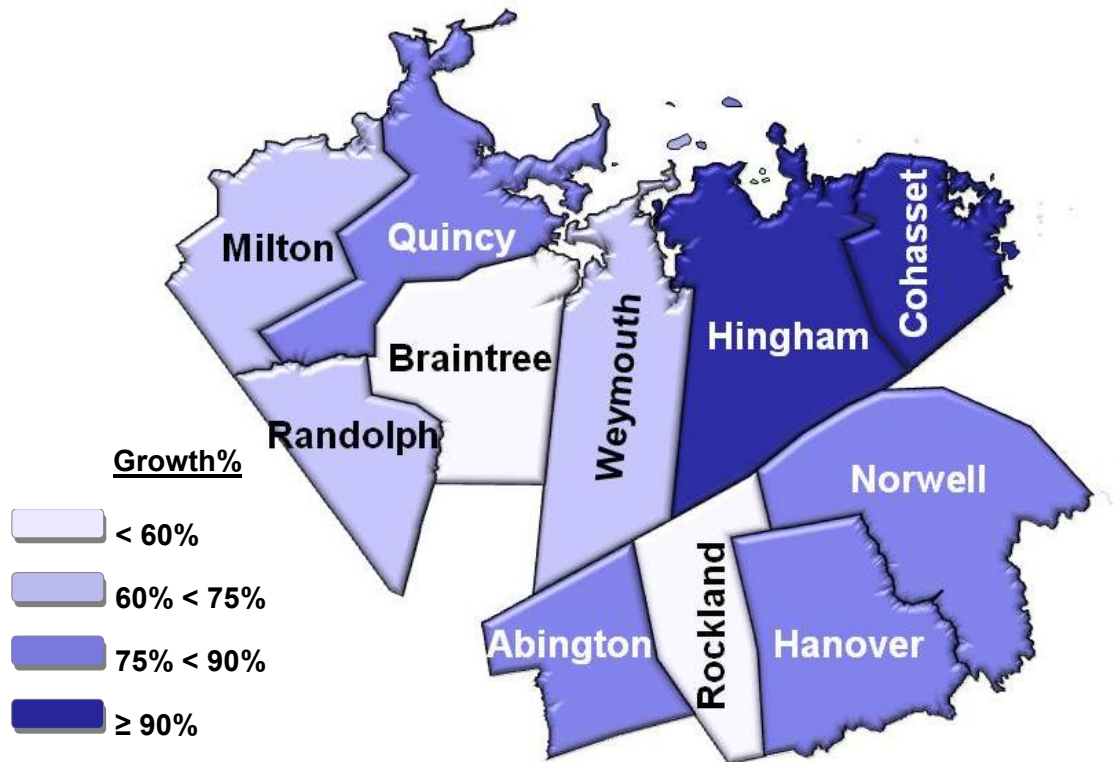 Milton
Quincy
Braintree
Randolph
Weymouth
Hingham
Cohasset
Norwell
Abington
Rockland
Hanover
Growth%
< 60%
60% < 75%
75% < 90%
≥ 90%